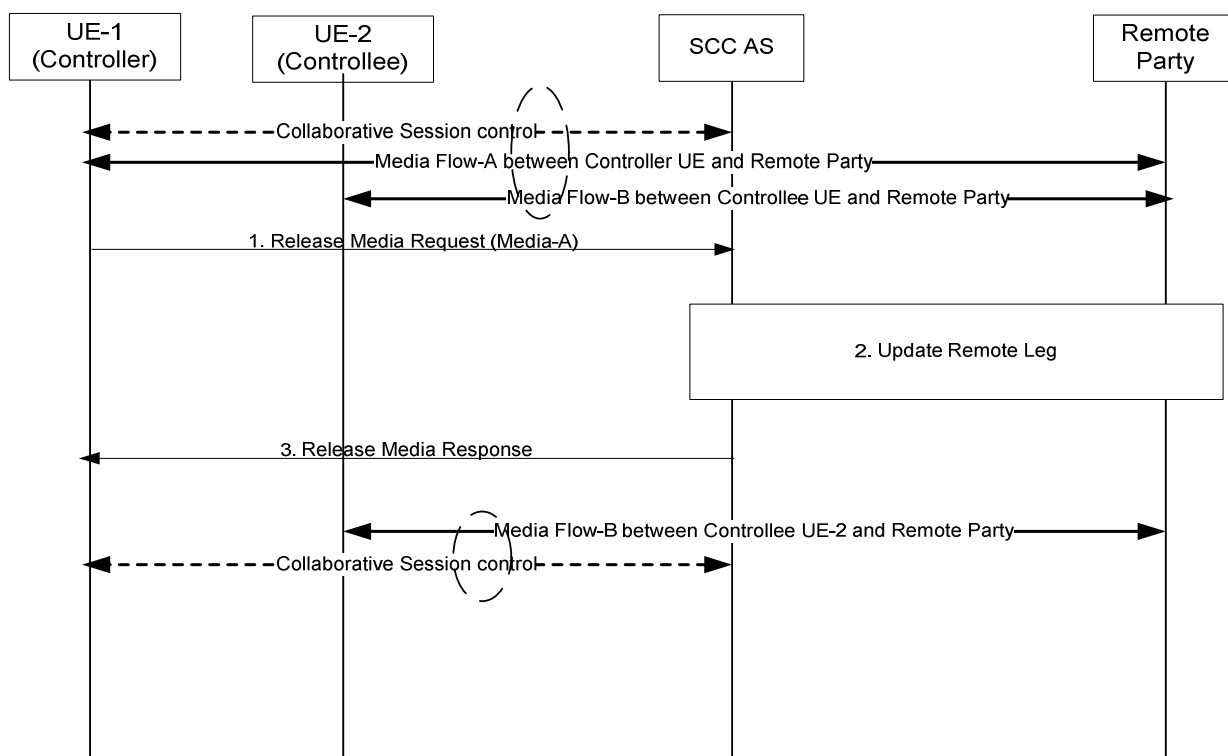 UE-1
(Controller)
UE-2
(Controllee)
SCC AS
Remote
Party
Collaborative Session control
Media Flow-A between Controller UE and Remote Party
Media Flow-B between Controllee UE and Remote Party
1. Release Media Request (Media-A)
2. Update Remote Leg
3. Release Media Response
Media Flow-B between Controllee UE-2 and Remote Party
Collaborative Session control